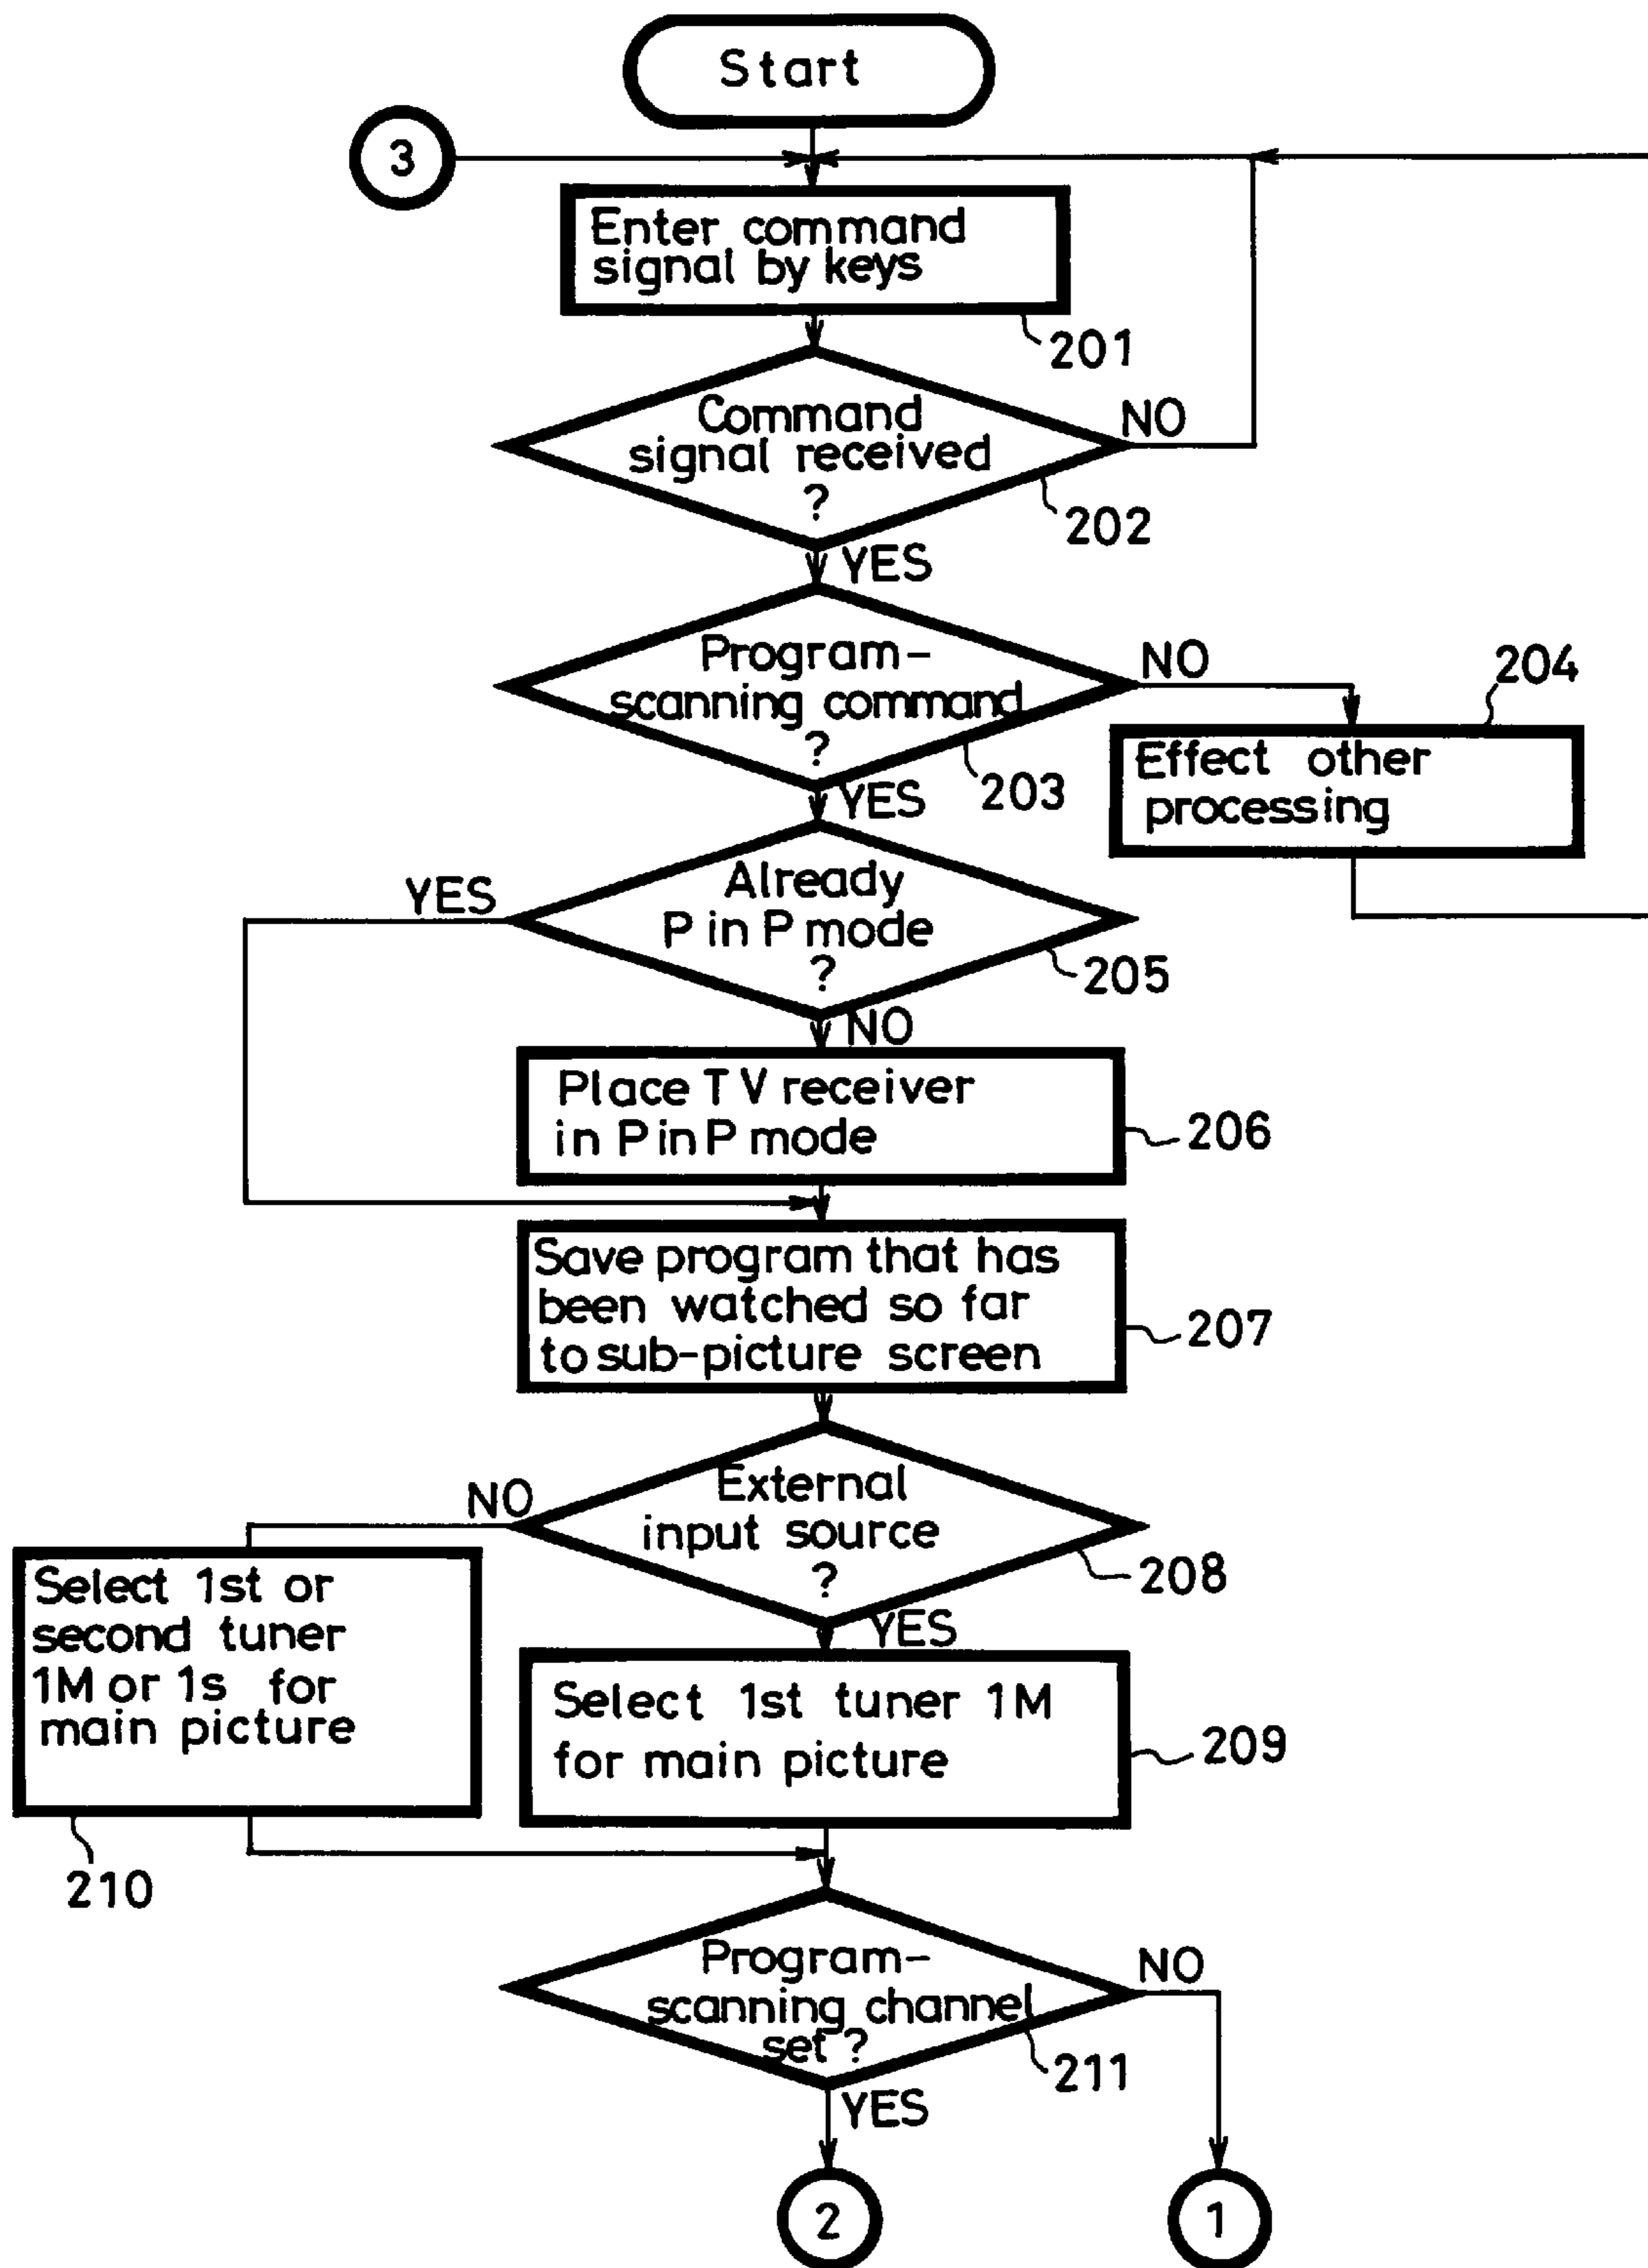 Start
3
Enter command
signal by keys
201
Command
signal received
?
NO
202
YES
Program-
scanning command
?
NO
203
204
Effect other
processing
YES
Already
P in P mode
?
YES
205
NO
Place TV receiver
in P in P mode
206
Save program that has
been watched so far
to sub-picture screen
207
External
input source
?
NO
208
YES
Select 1st or
second tuner
1M or 1s for
main picture
210
Select 1st tuner 1M
for main picture
209
Program-
scanning channel
set ?
NO
211
YES
2
1